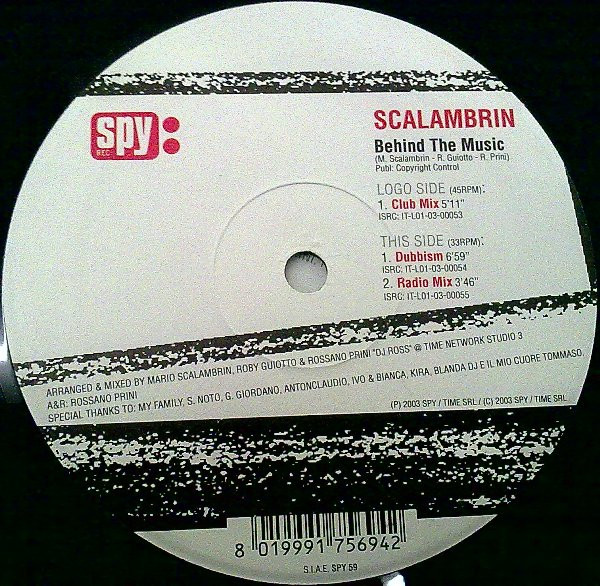 spy:
REC.
SCALAMBRIN
Behind The Music
(M. Scalambrin - R. Guiotto - R. Prini)
Publ: Copyright Control
LOGO SIDE (45RPM):
1. Club Mix 5'11"
ISRC: IT-L01-03-00053
THIS SIDE (33RPM):
1. Dubbism 6'59"
ISRC: IT-L01-03-00054
2. Radio Mix 3'46"
ISRC: IT-L01-03-00055
ARRANGED & MIXED BY MARIO SCALAMBRIN, ROBY GUIOTTO & ROSSANO PRINI "DJ ROSS" @ TIME NETWORK STUDIO 3
A&R: ROSSANO PRINI
SPECIAL THANKS TO: MY FAMILY, S. NOTO, G. GIORDANO, ANTONCLAUDIO, IVO & BIANCA, KIRA, BLANDA DJ E IL MIO CUORE TOMMASO.
(P) 2003 SPY / TIME SRL / (C) 2003 SPY / TIME SRL
8 019991 756942
S.I.A.E. SPY 59